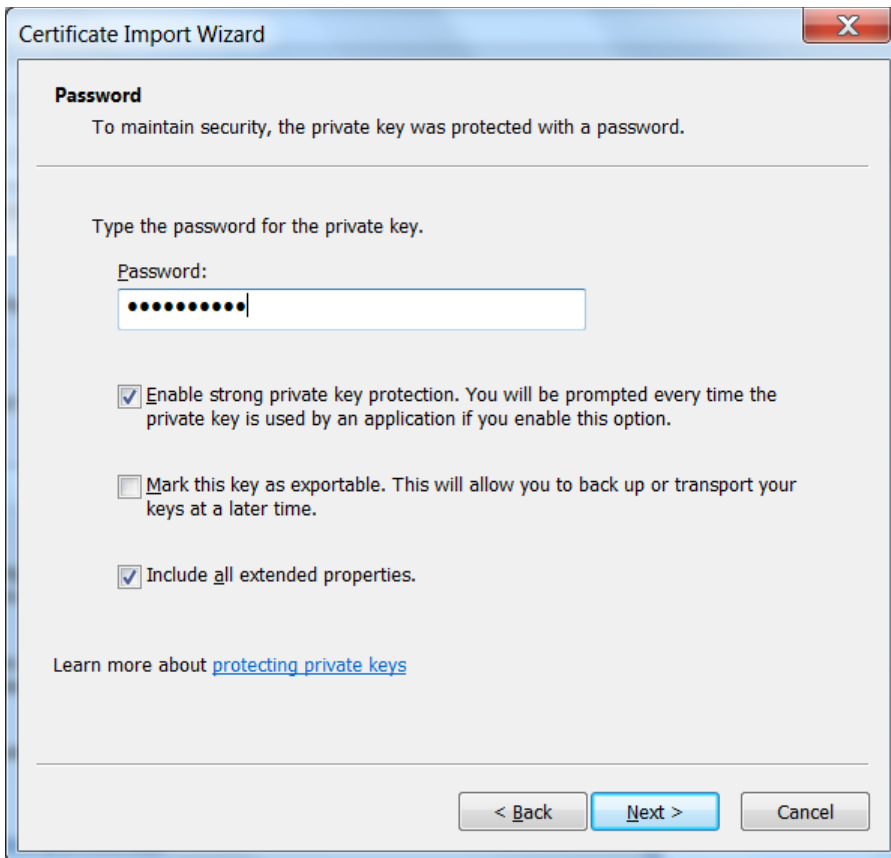 Certificate Import Wizard
X
Password
To maintain security, the private key was protected with a password.
Type the password for the private key.
Password:
●●●●●●●●●●
Enable strong private key protection. You will be prompted every time the
private key is used by an application if you enable this option.
Mark this key as exportable. This will allow you to back up or transport your
keys at a later time.
Include all extended properties.
Learn more about protecting private keys
< Back
Next >
Cancel